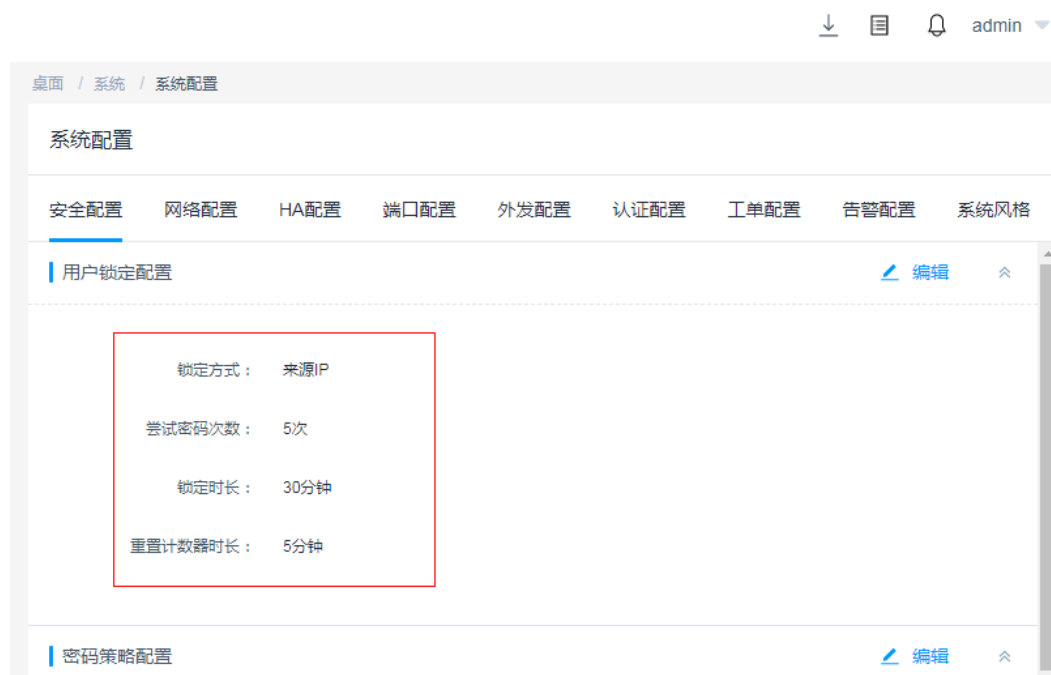 admin
桌面 / 系统 / 系统配置
系统配置
安全配置 网络配置 HA配置 端口配置 外发配置 认证配置 工单配置 告警配置 系统风格
用户锁定配置 编辑
锁定方式： 来源IP
尝试密码次数： 5次
锁定时长： 30分钟
重置计数器时长： 5分钟
密码策略配置 编辑